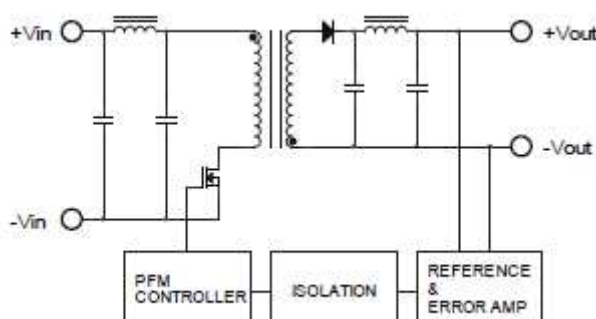 +Vin
+Vout
-Vout
-Vin
PFM
CONTROLLER
ISOLATION
REFERENCE
&
ERROR AMP